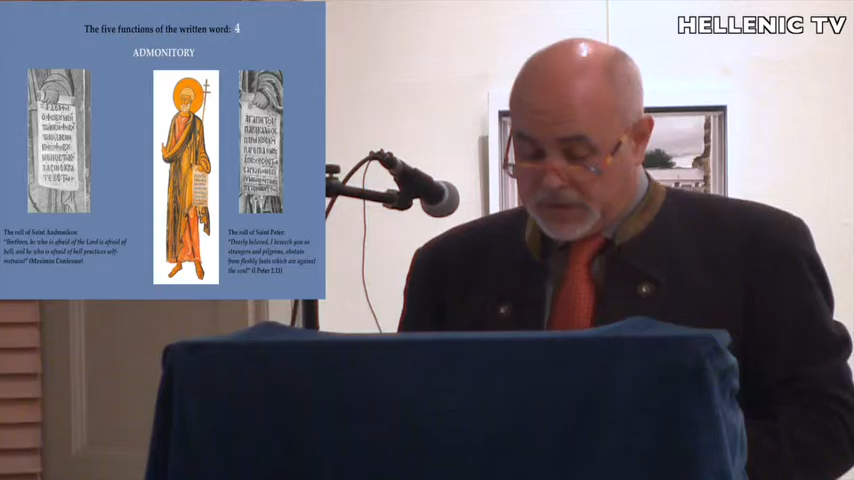 HELLENIC TV
The five functions of the written word: 4
ADMONITORY
The roll of Saint Andronikos:
"Brethren, he who is afraid of the Lord is afraid of
hell, and he who is afraid of hell practices self-
restraint" (Maximus Confessor)
The roll of Saint Peter:
"Dearly beloved, I beseech you as
strangers and pilgrims, abstain
from fleshly lusts which are against
the soul" (I Peter 2.11)